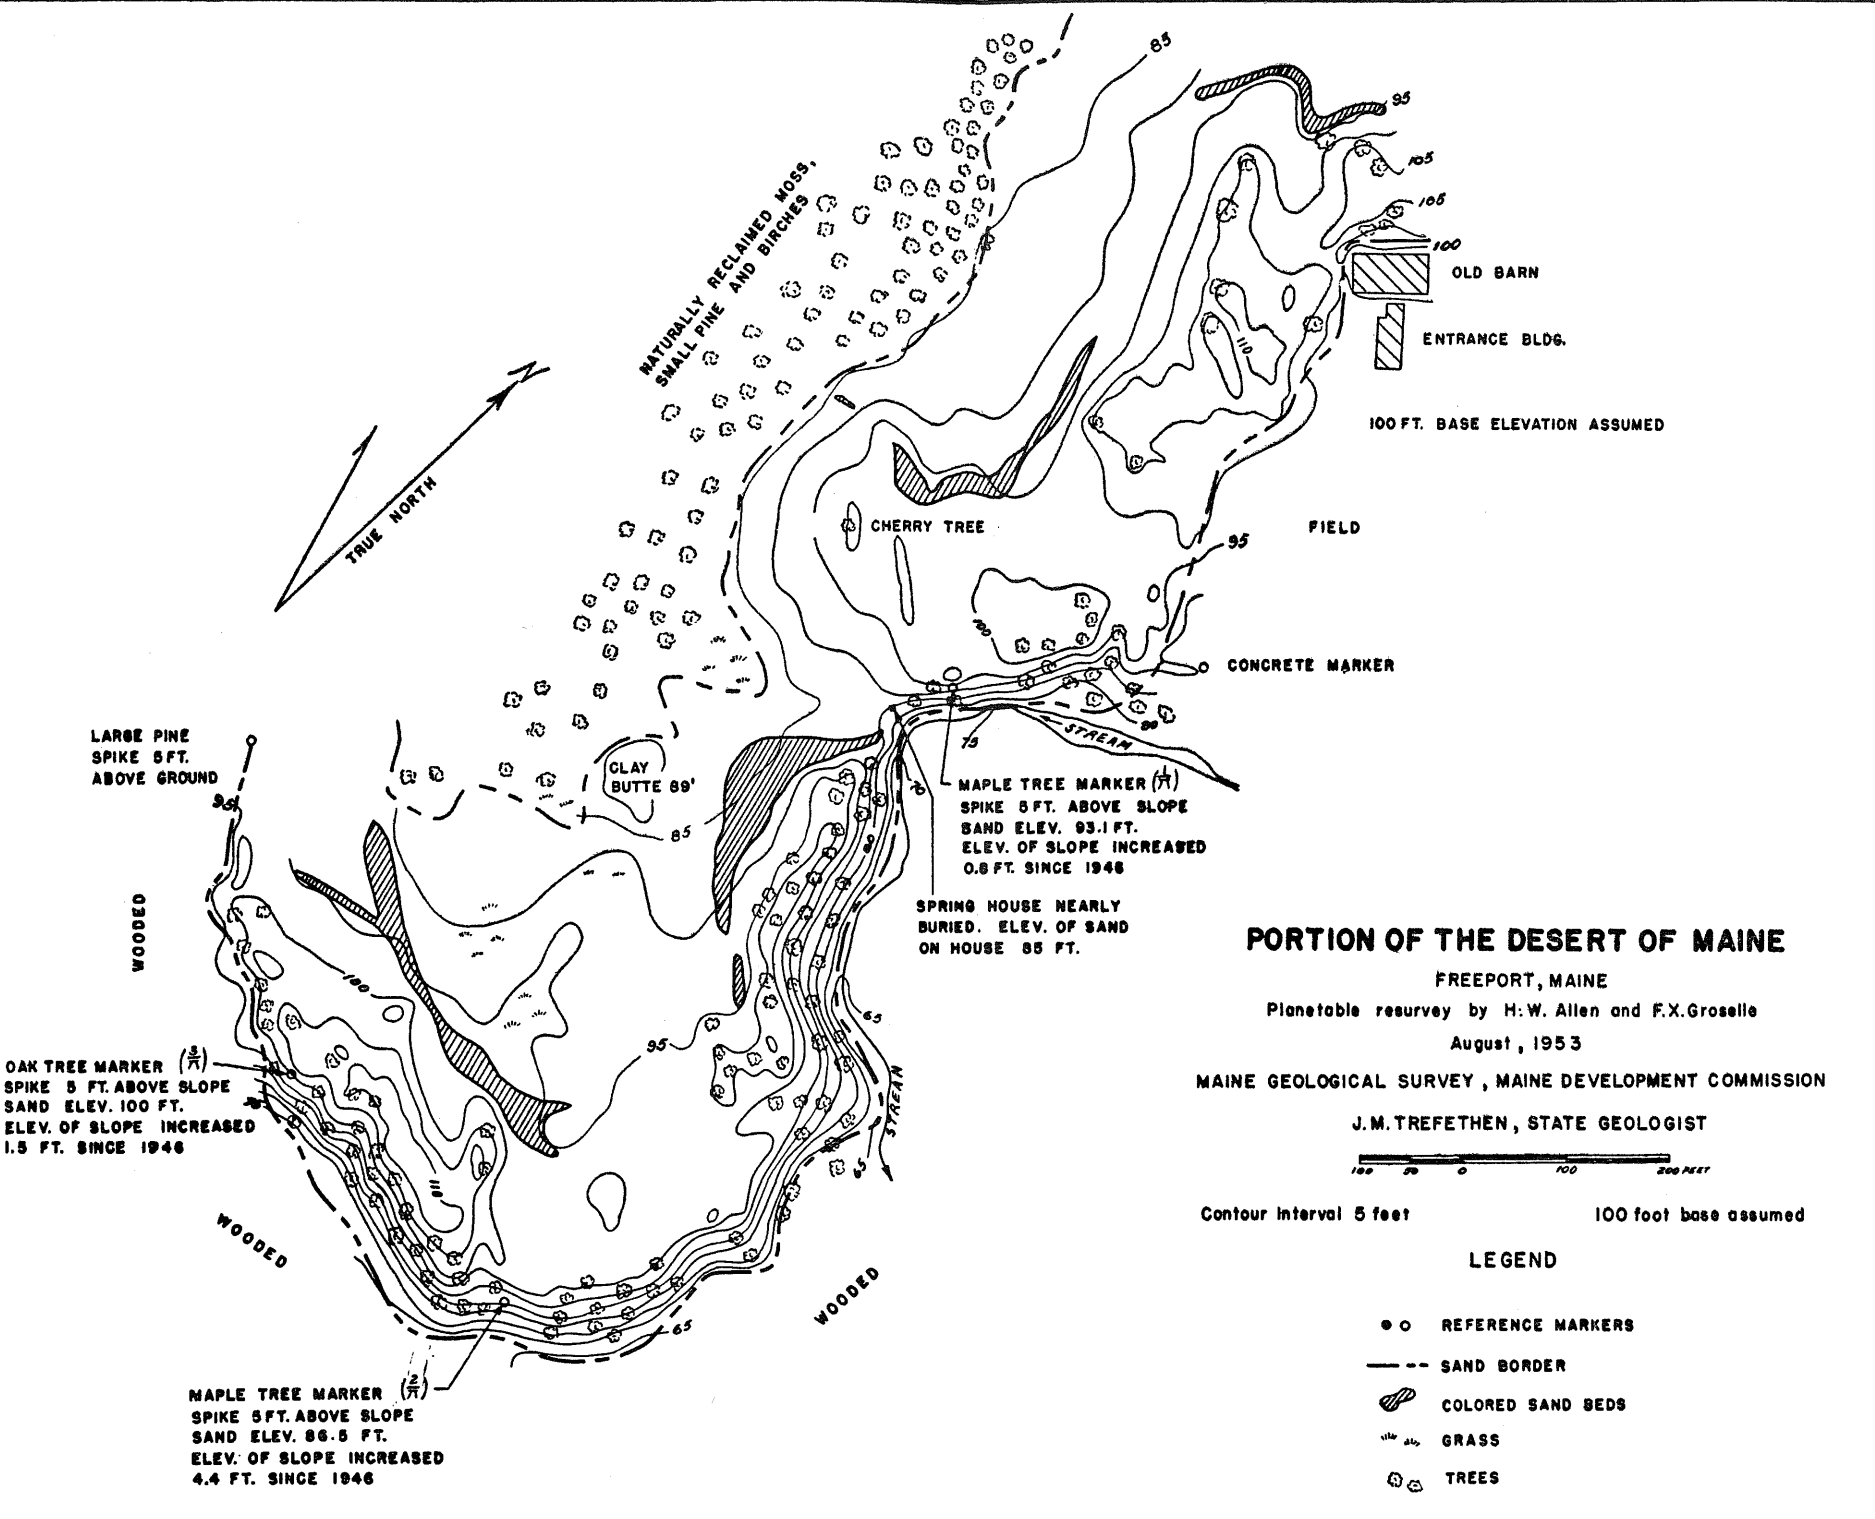 85
95
105
105
100
OLD BARN
ENTRANCE BLDG.
NATURALLY RECLAIMED MOSS,
SMALL PINE AND BIRCHES
N
TRUE NORTH
110
100 FT. BASE ELEVATION ASSUMED
CHERRY TREE
FIELD
95
100
CONCRETE MARKER
80
STREAM
75
70
LARGE PINE
SPIKE 5 FT.
ABOVE GROUND
95
CLAY
BUTTE 89'
85
80
MAPLE TREE MARKER (1/π)
SPIKE 5 FT. ABOVE SLOPE
SAND ELEV. 93.1 FT.
ELEV. OF SLOPE INCREASED
0.8 FT. SINCE 1946
SPRING HOUSE NEARLY
BURIED. ELEV. OF SAND
ON HOUSE 85 FT.
WOODED
100
65
95
STREAN
65
OAK TREE MARKER (3/π)
SPIKE 5 FT. ABOVE SLOPE
SAND ELEV. 100 FT.
ELEV. OF SLOPE INCREASED
1.5 FT. SINCE 1946
110
WOODED
WOODED
65
MAPLE TREE MARKER (2/π)
SPIKE 5 FT. ABOVE SLOPE
SAND ELEV. 86.5 FT.
ELEV. OF SLOPE INCREASED
4.4 FT. SINCE 1946
PORTION OF THE DESERT OF MAINE
FREEPORT, MAINE
Planetable resurvey by H.W. Allen and F.X. Groselle
August, 1953
MAINE GEOLOGICAL SURVEY, MAINE DEVELOPMENT COMMISSION
J.M. TREFETHEN, STATE GEOLOGIST
100 50 0 100 200 FEET
Contour Interval 5 feet 100 foot base assumed
LEGEND
REFERENCE MARKERS
SAND BORDER
COLORED SAND BEDS
GRASS
TREES